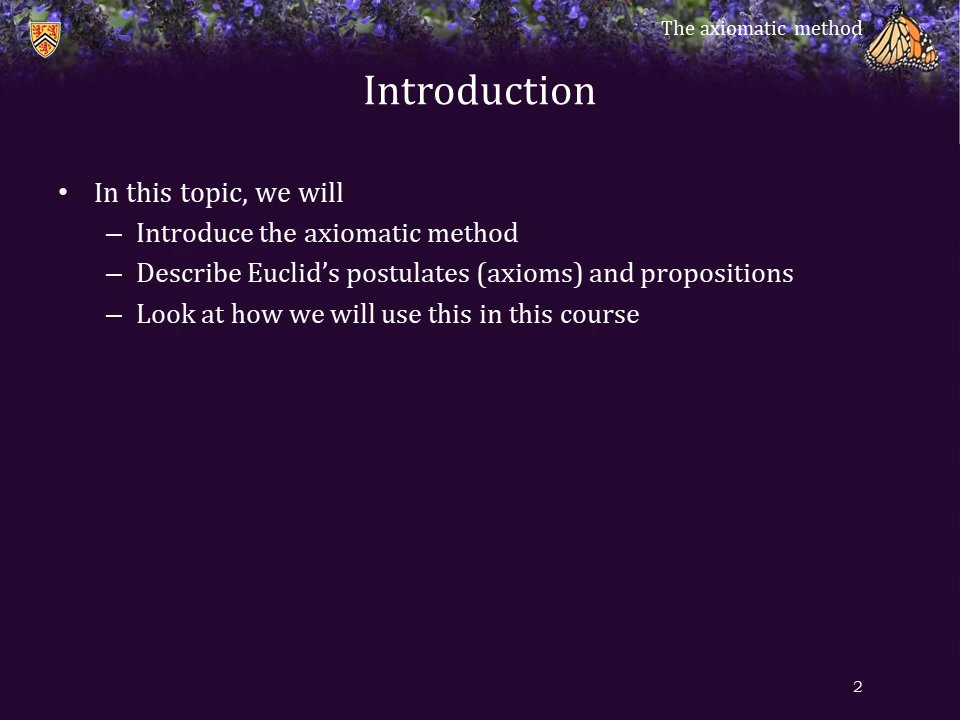 The axiomatic method
Introduction
• In this topic, we will
– Introduce the axiomatic method
– Describe Euclid’s postulates (axioms) and propositions
– Look at how we will use this in this course
2